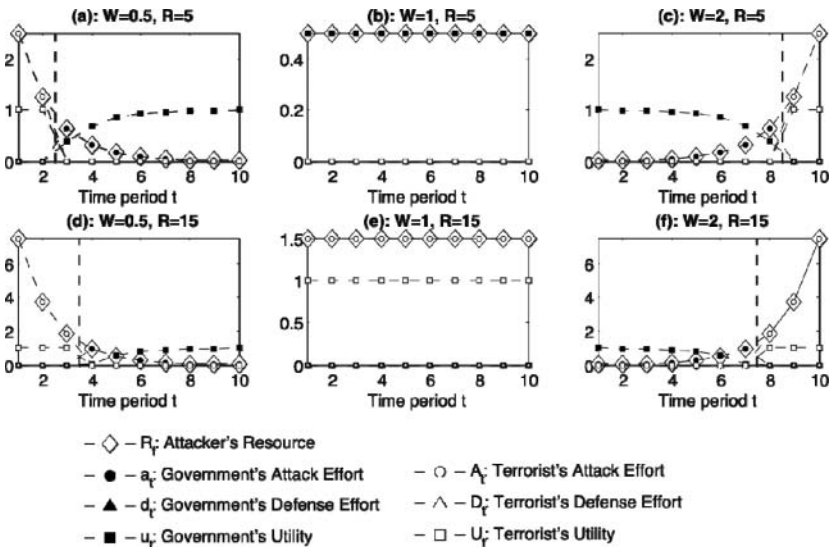 (a): W=0.5, R=5
(b): W=1, R=5
(c): W=2, R=5
2
1
0
0.4
0.2
0
2
1
0
2 4 6 8 10
2 4 6 8 10
2 4 6 8 10
Time period t
Time period t
Time period t
(d): W=0.5, R=15
(e): W=1, R=15
(f): W=2, R=15
6
4
2
0
1.5
1
0.5
0
6
4
2
0
2 4 6 8 10
2 4 6 8 10
2 4 6 8 10
Time period t
Time period t
Time period t
R_t: Attacker's Resource
a_t: Government's Attack Effort
A_t: Terrorist's Attack Effort
d_t: Government's Defense Effort
D_t: Terrorist's Defense Effort
u_t: Government's Utility
U_t: Terrorist's Utility